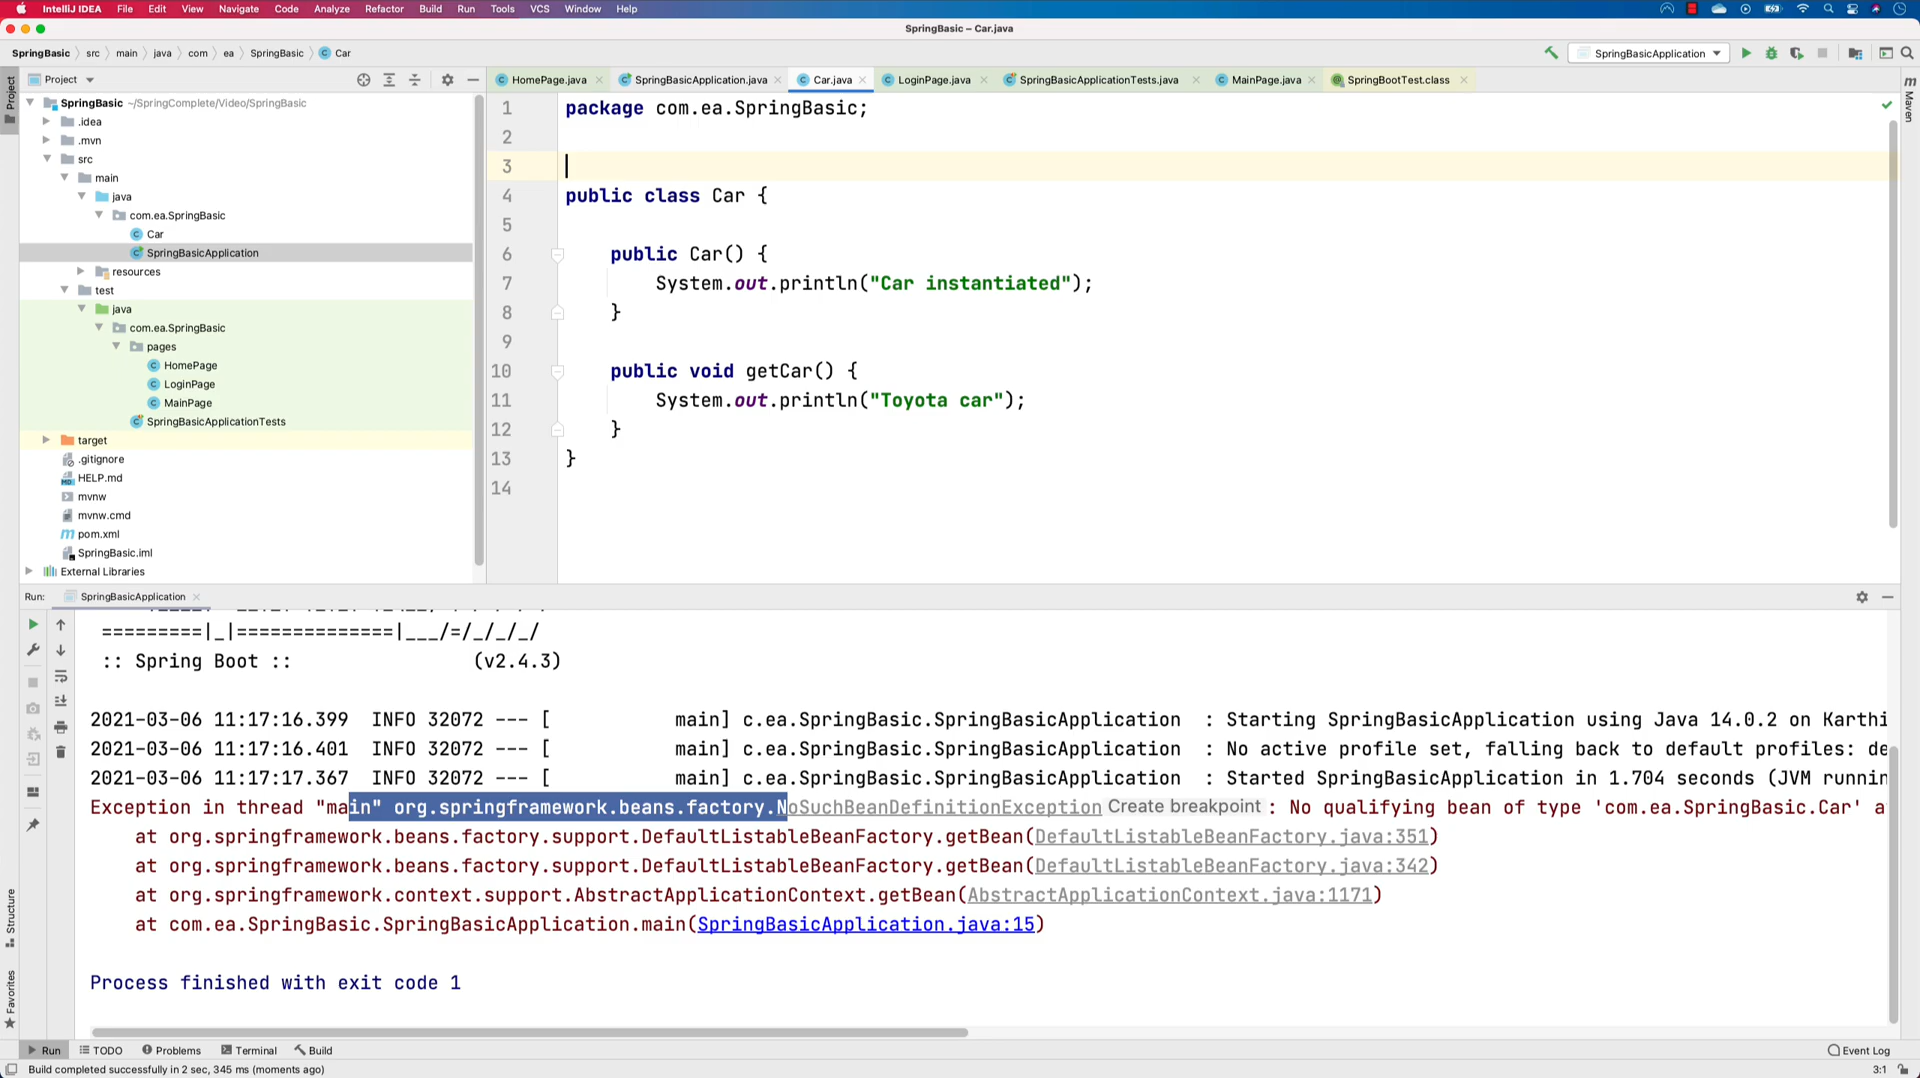 IntelliJ IDEA File Edit View Navigate Code Analyze Refactor Build Run Tools VCS Window Help
SpringBasic – Car.java
SpringBasic src main java com ea SpringBasic Car
SpringBasicApplication
Project
HomePage.java SpringBasicApplication.java Car.java LoginPage.java SpringBasicApplicationTests.java MainPage.java SpringBootTest.class
Project
Maven
SpringBasic ~/SpringComplete/Video/SpringBasic
.idea
.mvn
src
main
java
com.ea.SpringBasic
Car
SpringBasicApplication
resources
test
java
com.ea.SpringBasic
pages
HomePage
LoginPage
MainPage
SpringBasicApplicationTests
target
.gitignore
HELP.md
mvnw
mvnw.cmd
pom.xml
SpringBasic.iml
External Libraries
1 package com.ea.SpringBasic;
2
3
4 public class Car {
5
6 public Car() {
7 System.out.println("Car instantiated");
8 }
9
10 public void getCar() {
11 System.out.println("Toyota car");
12 }
13 }
14
Run: SpringBasicApplication
=========|_|==============|___/=/_/_/_/
:: Spring Boot :: (v2.4.3)
2021-03-06 11:17:16.399 INFO 32072 --- [ main] c.ea.SpringBasic.SpringBasicApplication : Starting SpringBasicApplication using Java 14.0.2 on Karthi
2021-03-06 11:17:16.401 INFO 32072 --- [ main] c.ea.SpringBasic.SpringBasicApplication : No active profile set, falling back to default profiles: de
2021-03-06 11:17:17.367 INFO 32072 --- [ main] c.ea.SpringBasic.SpringBasicApplication : Started SpringBasicApplication in 1.704 seconds (JVM runnin
Exception in thread "main" org.springframework.beans.factory.NoSuchBeanDefinitionException Create breakpoint : No qualifying bean of type 'com.ea.SpringBasic.Car' a
at org.springframework.beans.factory.support.DefaultListableBeanFactory.getBean(DefaultListableBeanFactory.java:351)
at org.springframework.beans.factory.support.DefaultListableBeanFactory.getBean(DefaultListableBeanFactory.java:342)
at org.springframework.context.support.AbstractApplicationContext.getBean(AbstractApplicationContext.java:1171)
at com.ea.SpringBasic.SpringBasicApplication.main(SpringBasicApplication.java:15)
Process finished with exit code 1
Structure
Favorites
Run TODO Problems Terminal Build
Event Log
Build completed successfully in 2 sec, 345 ms (moments ago)
3:1